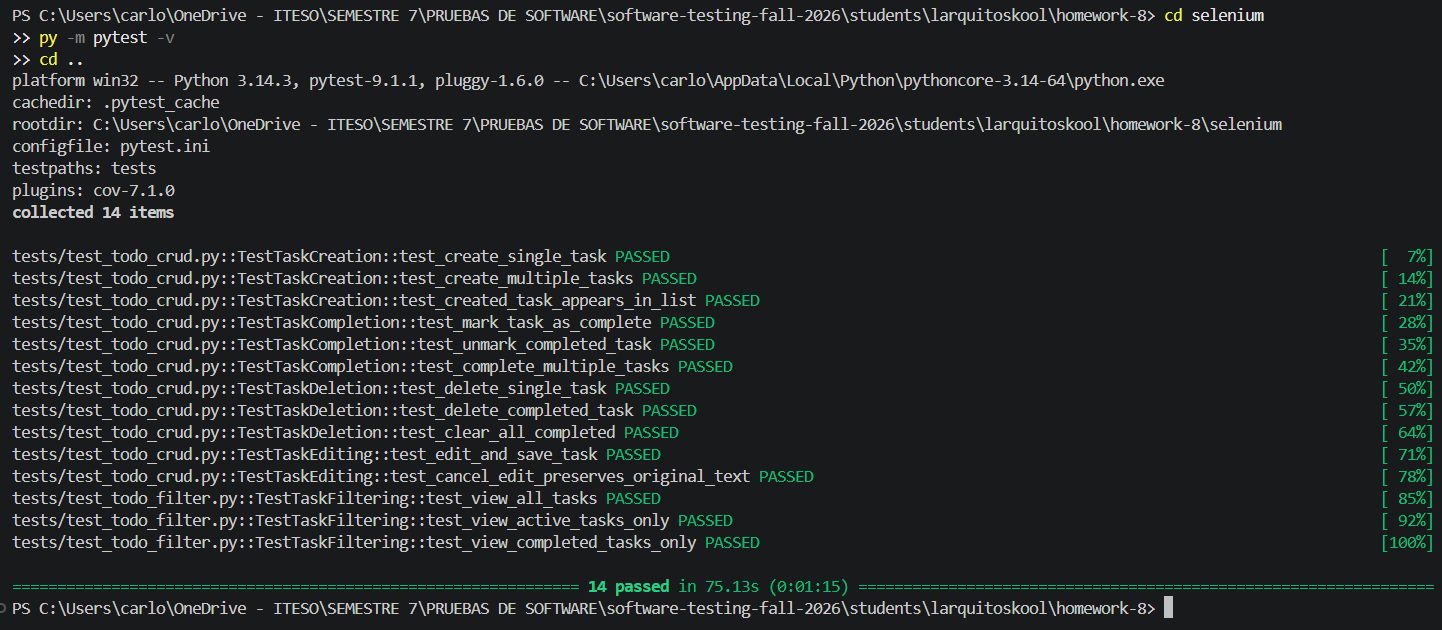 PS C:\Users\carlo\OneDrive - ITESO\SEMESTRE 7\PRUEBAS DE SOFTWARE\software-testing-fall-2026\students\larquitoskool\homework-8> cd selenium
>> py -m pytest -v
>> cd ..
platform win32 -- Python 3.14.3, pytest-9.1.1, pluggy-1.6.0 -- C:\Users\carlo\AppData\Local\Python\pythoncore-3.14-64\python.exe
cachedir: .pytest_cache
rootdir: C:\Users\carlo\OneDrive - ITESO\SEMESTRE 7\PRUEBAS DE SOFTWARE\software-testing-fall-2026\students\larquitoskool\homework-8\selenium
configfile: pytest.ini
testpaths: tests
plugins: cov-7.1.0
collected 14 items

tests/test_todo_crud.py::TestTaskCreation::test_create_single_task PASSED [  7%]
tests/test_todo_crud.py::TestTaskCreation::test_create_multiple_tasks PASSED [ 14%]
tests/test_todo_crud.py::TestTaskCreation::test_created_task_appears_in_list PASSED [ 21%]
tests/test_todo_crud.py::TestTaskCompletion::test_mark_task_as_complete PASSED [ 28%]
tests/test_todo_crud.py::TestTaskCompletion::test_unmark_completed_task PASSED [ 35%]
tests/test_todo_crud.py::TestTaskCompletion::test_complete_multiple_tasks PASSED [ 42%]
tests/test_todo_crud.py::TestTaskDeletion::test_delete_single_task PASSED [ 50%]
tests/test_todo_crud.py::TestTaskDeletion::test_delete_completed_task PASSED [ 57%]
tests/test_todo_crud.py::TestTaskDeletion::test_clear_all_completed PASSED [ 64%]
tests/test_todo_crud.py::TestTaskEditing::test_edit_and_save_task PASSED [ 71%]
tests/test_todo_crud.py::TestTaskEditing::test_cancel_edit_preserves_original_text PASSED [ 78%]
tests/test_todo_filter.py::TestTaskFiltering::test_view_all_tasks PASSED [ 85%]
tests/test_todo_filter.py::TestTaskFiltering::test_view_active_tasks_only PASSED [ 92%]
tests/test_todo_filter.py::TestTaskFiltering::test_view_completed_tasks_only PASSED [100%]

=============================================================== 14 passed in 75.13s (0:01:15) ================================================================
PS C:\Users\carlo\OneDrive - ITESO\SEMESTRE 7\PRUEBAS DE SOFTWARE\software-testing-fall-2026\students\larquitoskool\homework-8>